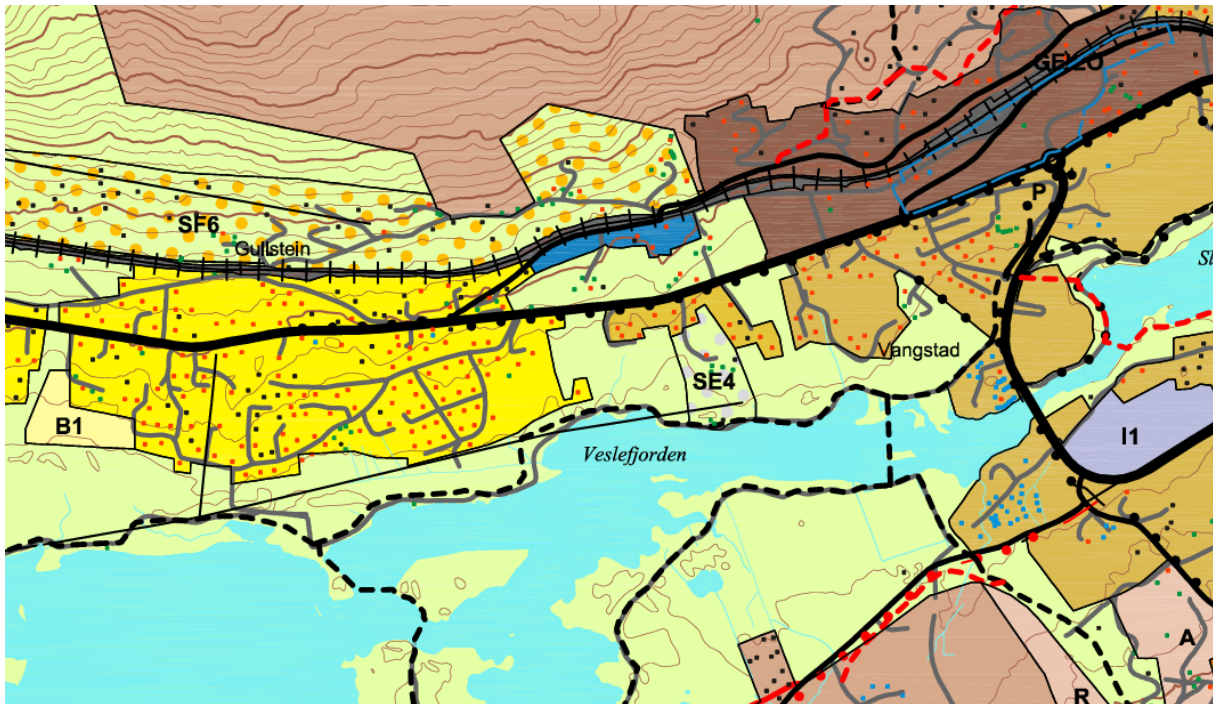 GEILO
P
SF6
Gullstein
Vangstad
SE4
B1
I1
Veslefjorden
A
R